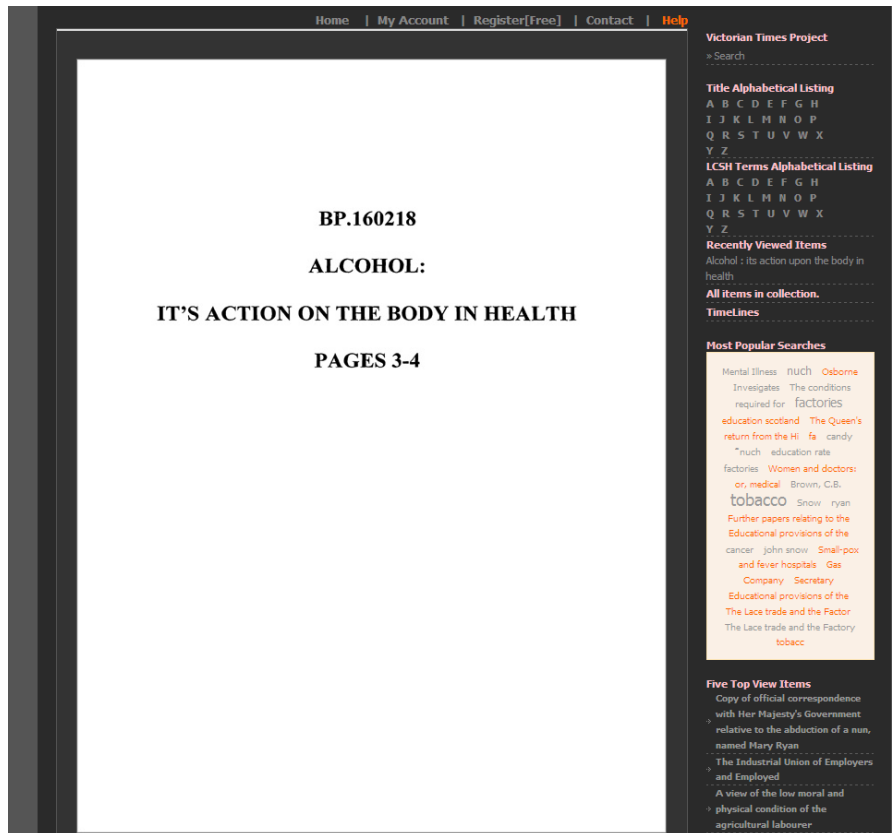 Home | My Account | Register[Free] | Contact | Help
BP.160218
ALCOHOL:
IT’S ACTION ON THE BODY IN HEALTH
PAGES 3-4
Victorian Times Project
» Search
Title Alphabetical Listing
A B C D E F G H
I J K L M N O P
Q R S T U V W X
Y Z
LCSH Terms Alphabetical Listing
A B C D E F G H
I J K L M N O P
Q R S T U V W X
Y Z
Recently Viewed Items
Alcohol : its action upon the body in
health
All items in collection.
TimeLines
Most Popular Searches
Mental Illness nuch Osborne
Invesigates The conditions
required for factories
education scotland The Queen's
return from the Hi fa candy
"nuch education rate
factories Women and doctors:
or, medical Brown, C.B.
tobacco Snow ryan
Further papers relating to the
Educational provisions of the
cancer john snow Small-pox
and fever hospitals Gas
Company Secretary
Educational provisions of the
The Lace trade and the Factor
The Lace trade and the Factory
tobacc
Five Top View Items
Copy of official correspondence
with Her Majesty's Government
relative to the abduction of a nun,
named Mary Ryan
The Industrial Union of Employers
and Employed
A view of the low moral and
physical condition of the
agricultural labourer